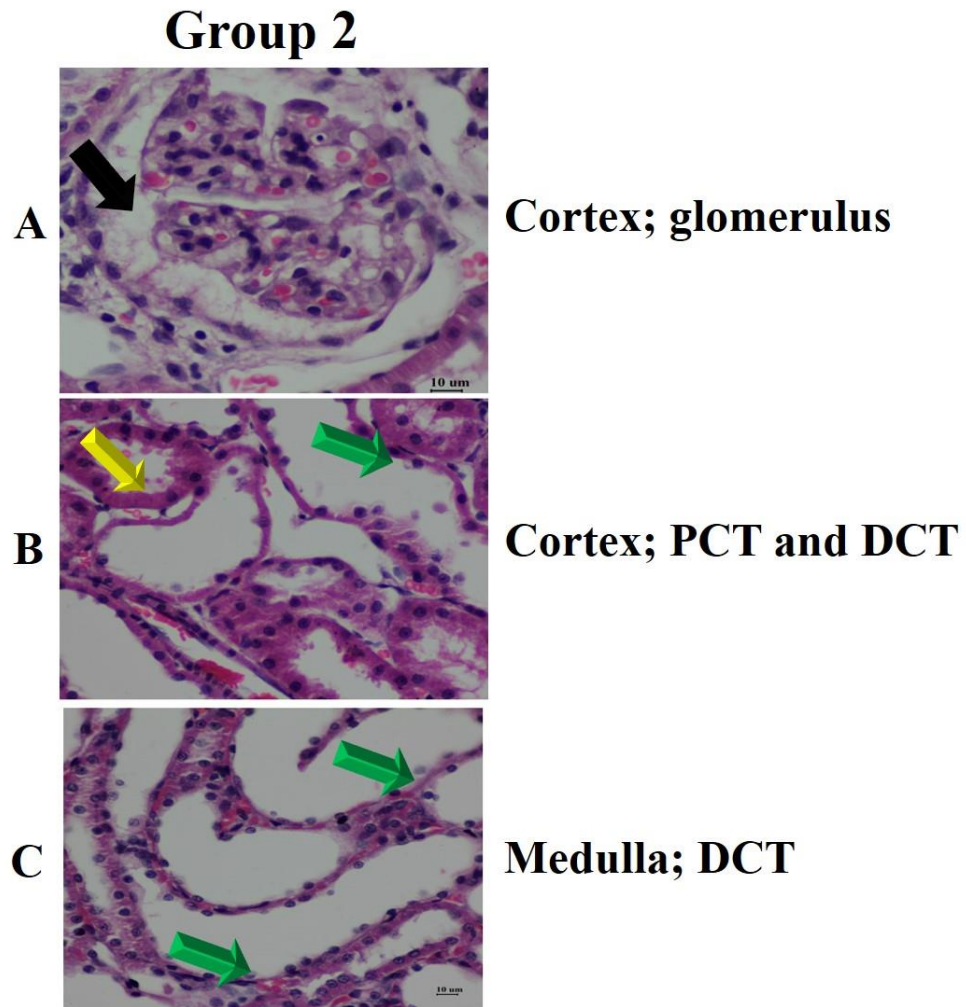 Group 2
A
Cortex; glomerulus
10 um
B
Cortex; PCT and DCT
C
Medulla; DCT
10 um